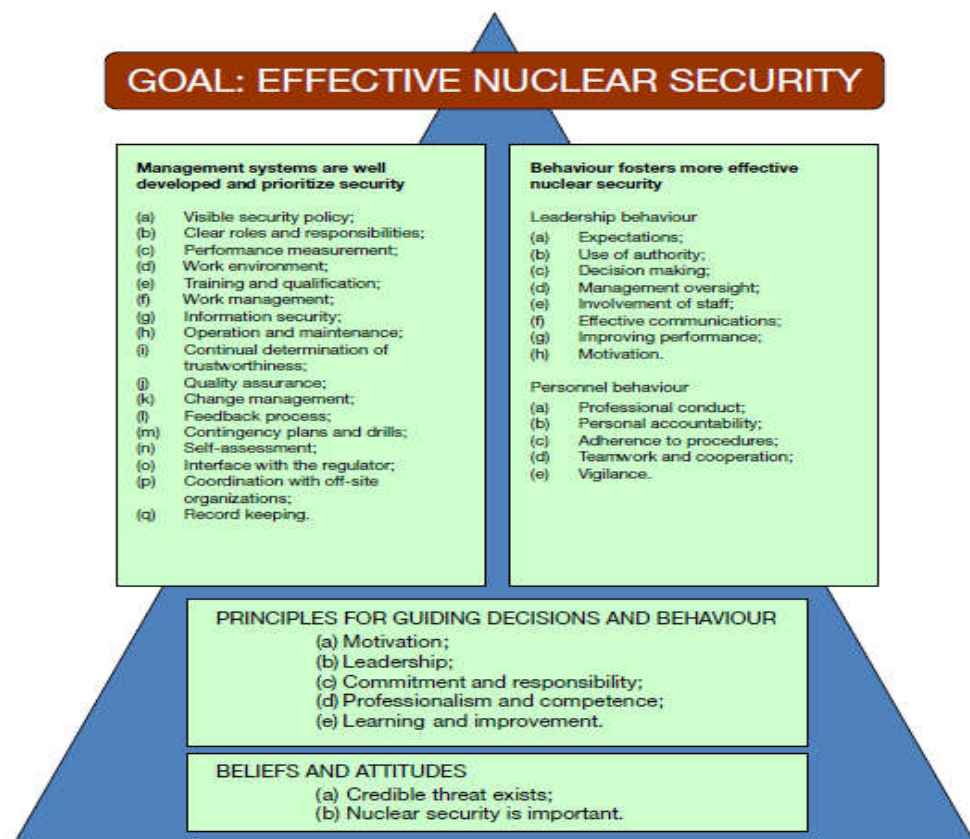 GOAL: EFFECTIVE NUCLEAR SECURITY
Management systems are well
developed and prioritize security
(a) Visible security policy;
(b) Clear roles and responsibilities;
(c) Performance measurement;
(d) Work environment;
(e) Training and qualification;
(f) Work management;
(g) Information security;
(h) Operation and maintenance;
(i) Continual determination of
trustworthiness;
(j) Quality assurance;
(k) Change management;
(l) Feedback process;
(m) Contingency plans and drills;
(n) Self-assessment;
(o) Interface with the regulator;
(p) Coordination with off-site
organizations;
(q) Record keeping.
Behaviour fosters more effective
nuclear security
Leadership behaviour
(a) Expectations;
(b) Use of authority;
(c) Decision making;
(d) Management oversight;
(e) Involvement of staff;
(f) Effective communications;
(g) Improving performance;
(h) Motivation.
Personnel behaviour
(a) Professional conduct;
(b) Personal accountability;
(c) Adherence to procedures;
(d) Teamwork and cooperation;
(e) Vigilance.
PRINCIPLES FOR GUIDING DECISIONS AND BEHAVIOUR
(a) Motivation;
(b) Leadership;
(c) Commitment and responsibility;
(d) Professionalism and competence;
(e) Learning and improvement.
BELIEFS AND ATTITUDES
(a) Credible threat exists;
(b) Nuclear security is important.